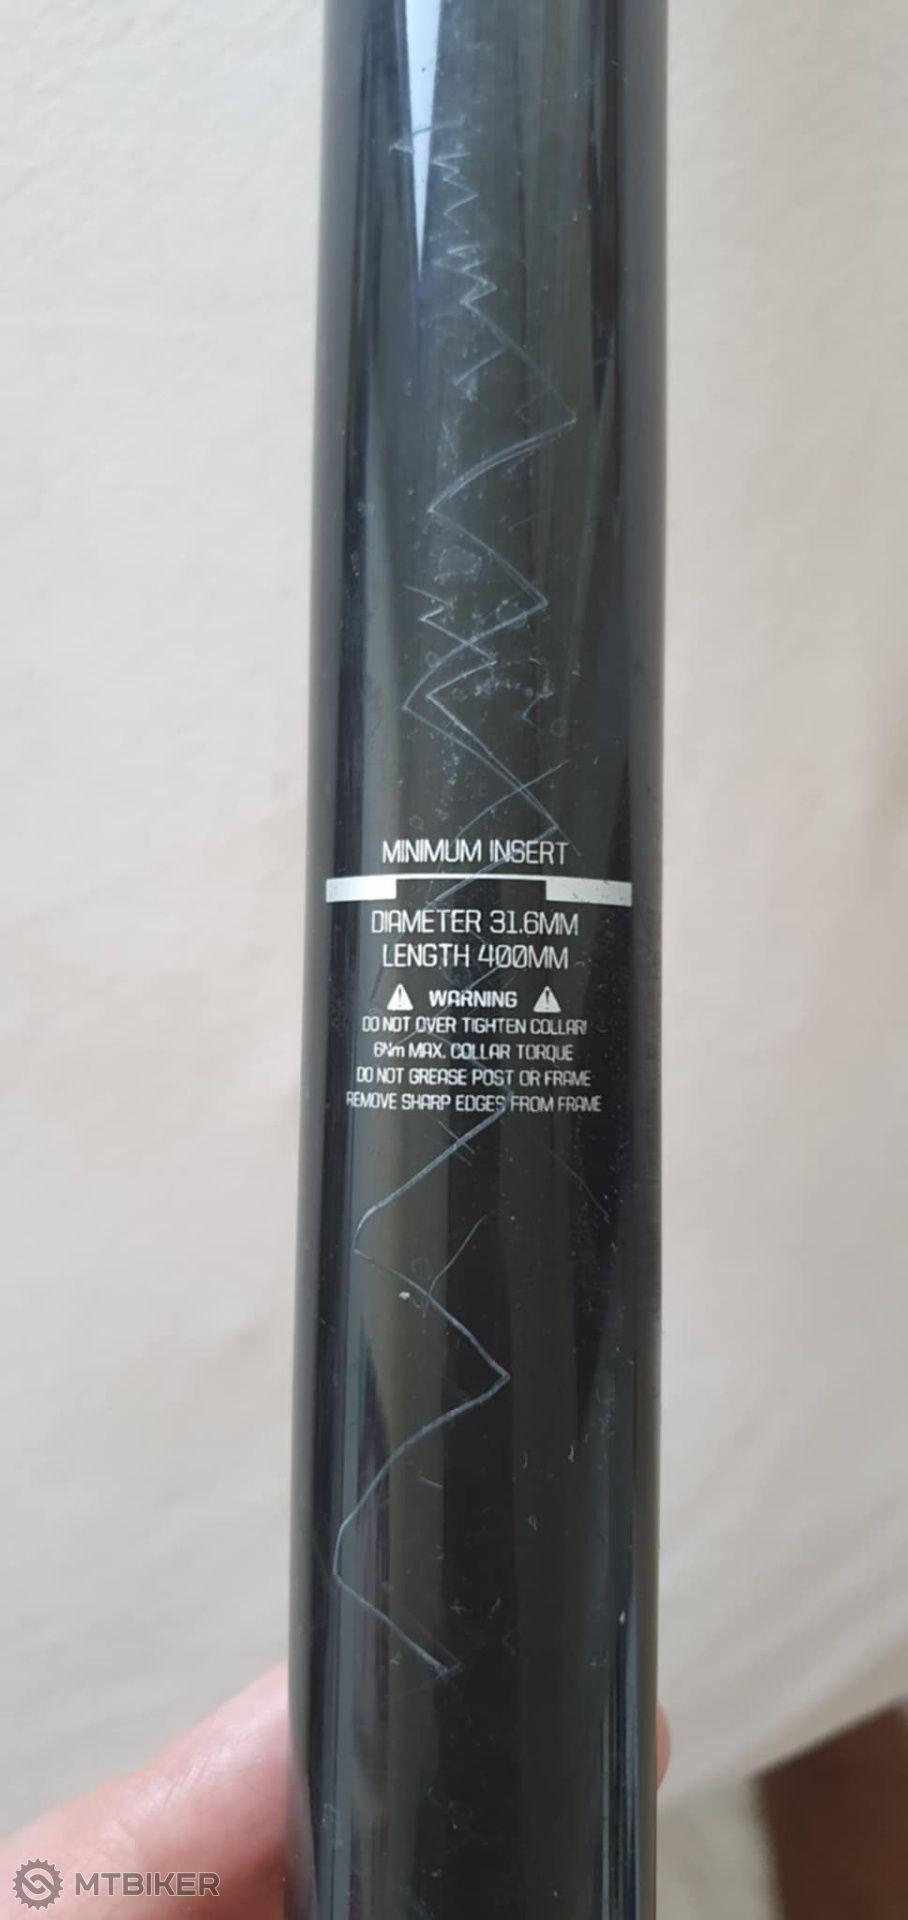 MINIMUM INSERT
DIAMETER 31.6MM
LENGTH 400MM
WARNING
DO NOT OVER TIGHTEN COLLAR!
6Nm MAX. COLLAR TORQUE
DO NOT GREASE POST OR FRAME
REMOVE SHARP EDGES FROM FRAME
MTBIKER